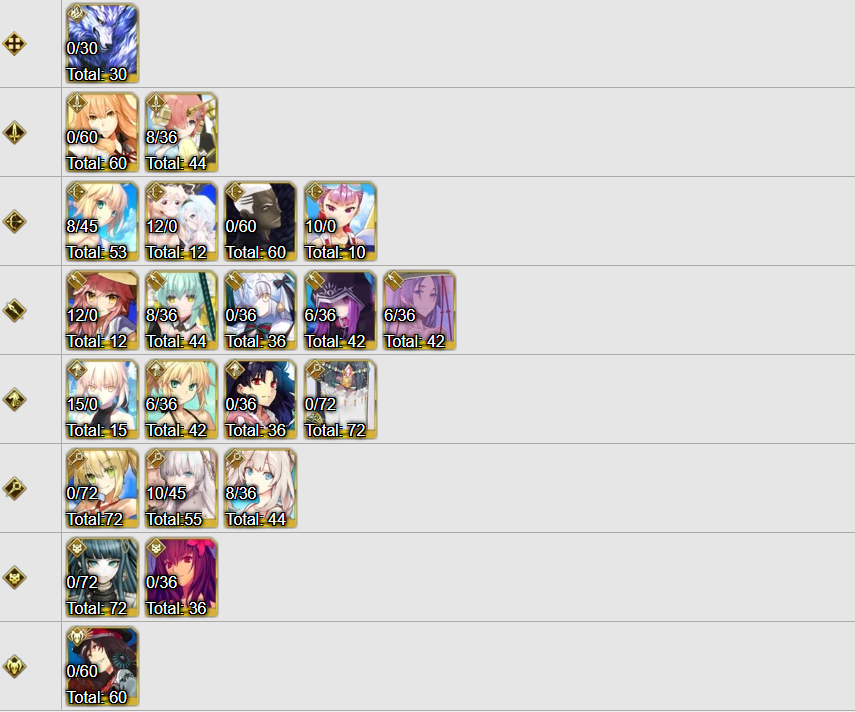 0/30
Total: 30
0/60
Total: 60
8/36
Total: 44
8/45
Total: 53
12/0
Total: 12
0/60
Total: 60
10/0
Total: 10
12/0
Total: 12
8/36
Total: 44
0/36
Total: 36
6/36
Total: 42
6/36
Total: 42
15/0
Total: 15
6/36
Total: 42
0/36
Total: 36
0/72
Total: 72
0/72
Total:72
10/45
Total:55
8/36
Total: 44
0/72
Total: 72
0/36
Total: 36
0/60
Total: 60